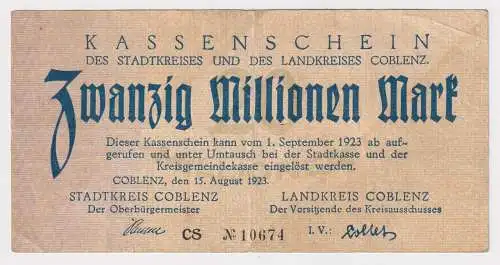 KASSENSCHEIN
DES STADTKREISES UND DES LANDKREISES COBLENZ.
Zwanzig Millionen Mark
Dieser Kassenschein kann vom 1. September 1923 ab auf-
gerufen und unter Umtausch bei der Stadtkasse und der
Kreisgemeindekasse eingelöst werden.
COBLENZ, den 15. August 1923.
STADTKREIS COBLENZ LANDKREIS COBLENZ
Der Oberbürgermeister Der Vorsitzende des Kreisausschusses
CS № 10674 I. V.: